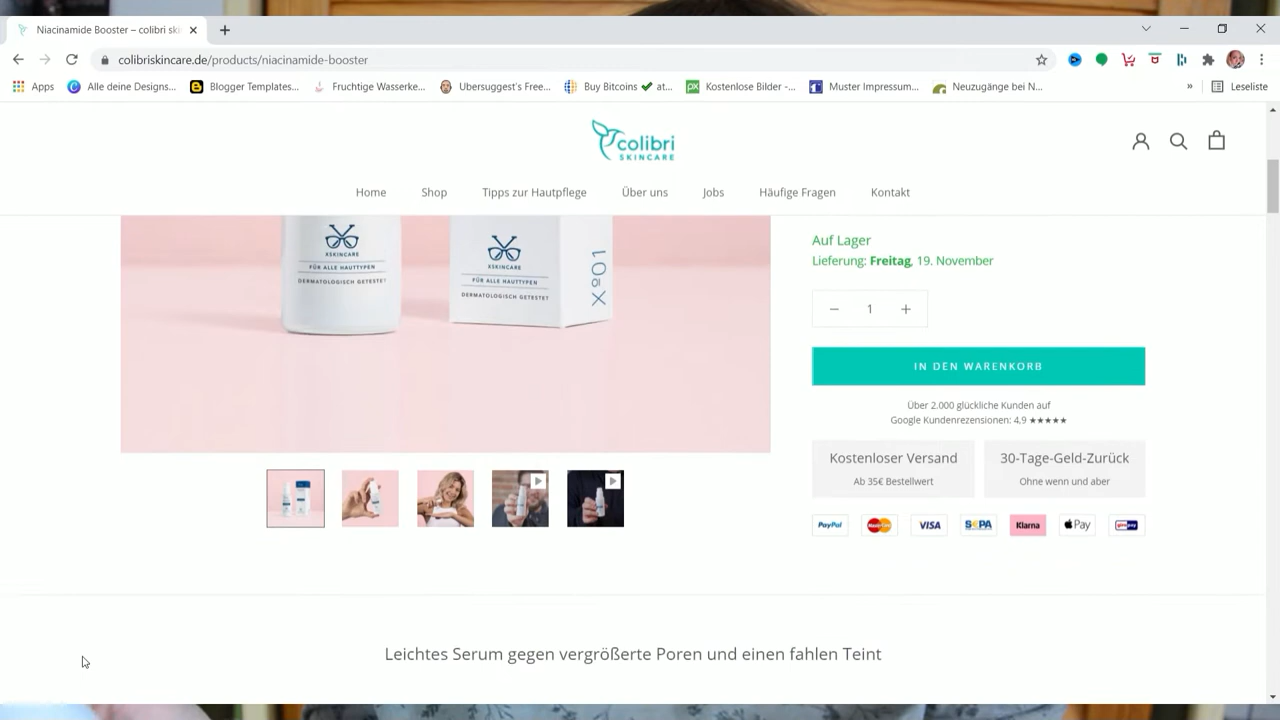 Niacinamide Booster – colibri ski
colibriskincare.de/products/niacinamide-booster
Apps
Alle deine Designs...
Blogger Templates...
Fruchtige Wasserke...
Ubersuggest's Free...
Buy Bitcoins ✔ at...
px
Kostenlose Bilder -...
Muster Impressum...
Neuzugänge bei N...
»
Leseliste
colibri
SKINCARE
Home
Shop
Tipps zur Hautpflege
Über uns
Jobs
Häufige Fragen
Kontakt
XSKINCARE
FÜR ALLE HAUTTYPEN
DERMATOLOGISCH GETESTET
XSKINCARE
FÜR ALLE HAUTTYPEN
DERMATOLOGISCH GETESTET
Xº01
Auf Lager
Lieferung: Freitag, 19. November
− 1 +
IN DEN WARENKORB
Über 2.000 glückliche Kunden auf
Google Kundenrezensionen: 4,9 ★★★★★
Kostenloser Versand
Ab 35€ Bestellwert
30-Tage-Geld-Zurück
Ohne wenn und aber
PayPal
MasterCard
VISA
SEPA
Klarna
Pay
giropay
Leichtes Serum gegen vergrößerte Poren und einen fahlen Teint